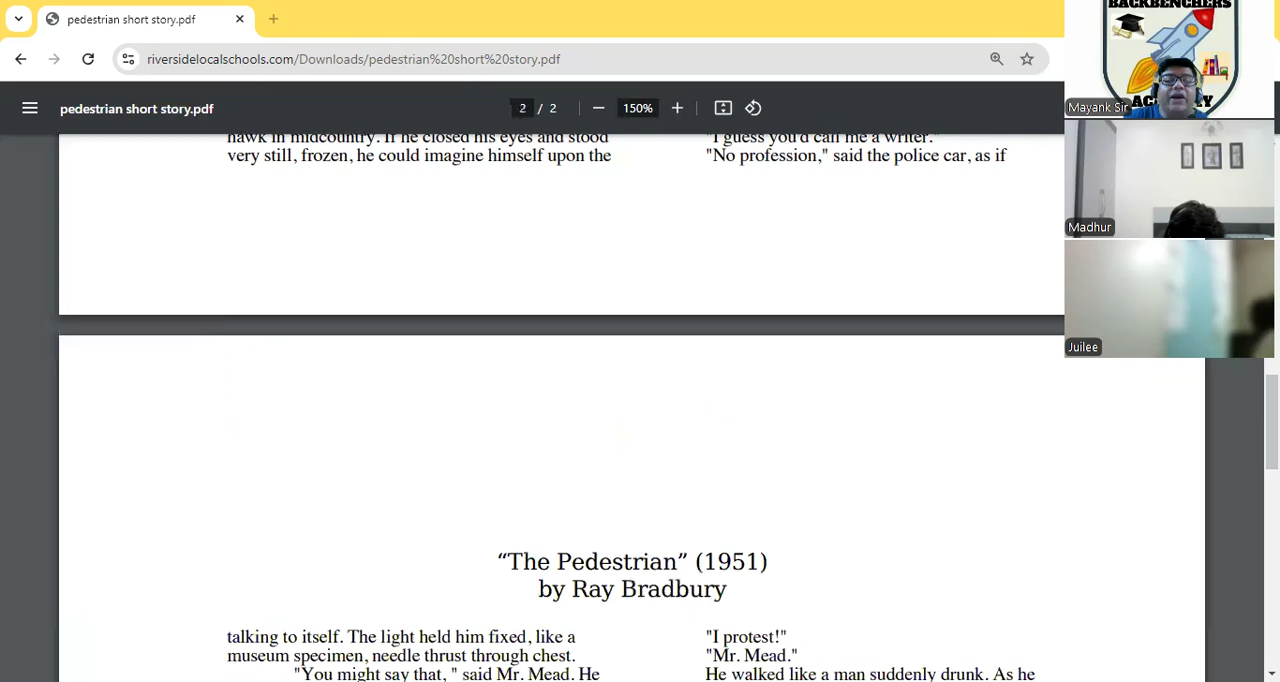 pedestrian short story.pdf
riversidelocalschools.com/Downloads/pedestrian%20short%20story.pdf
pedestrian short story.pdf
2 / 2
150%
BACKBENCHERS
ACADEMY
Mayank Sir
Madhur
Juilee
hawk in midcountry. If he closed his eyes and stood
very still, frozen, he could imagine himself upon the
"I guess you'd call me a writer."
"No profession," said the police car, as if
“The Pedestrian” (1951)
by Ray Bradbury
talking to itself. The light held him fixed, like a
museum specimen, needle thrust through chest.
"You might say that, " said Mr. Mead. He
"I protest!"
"Mr. Mead."
He walked like a man suddenly drunk. As he